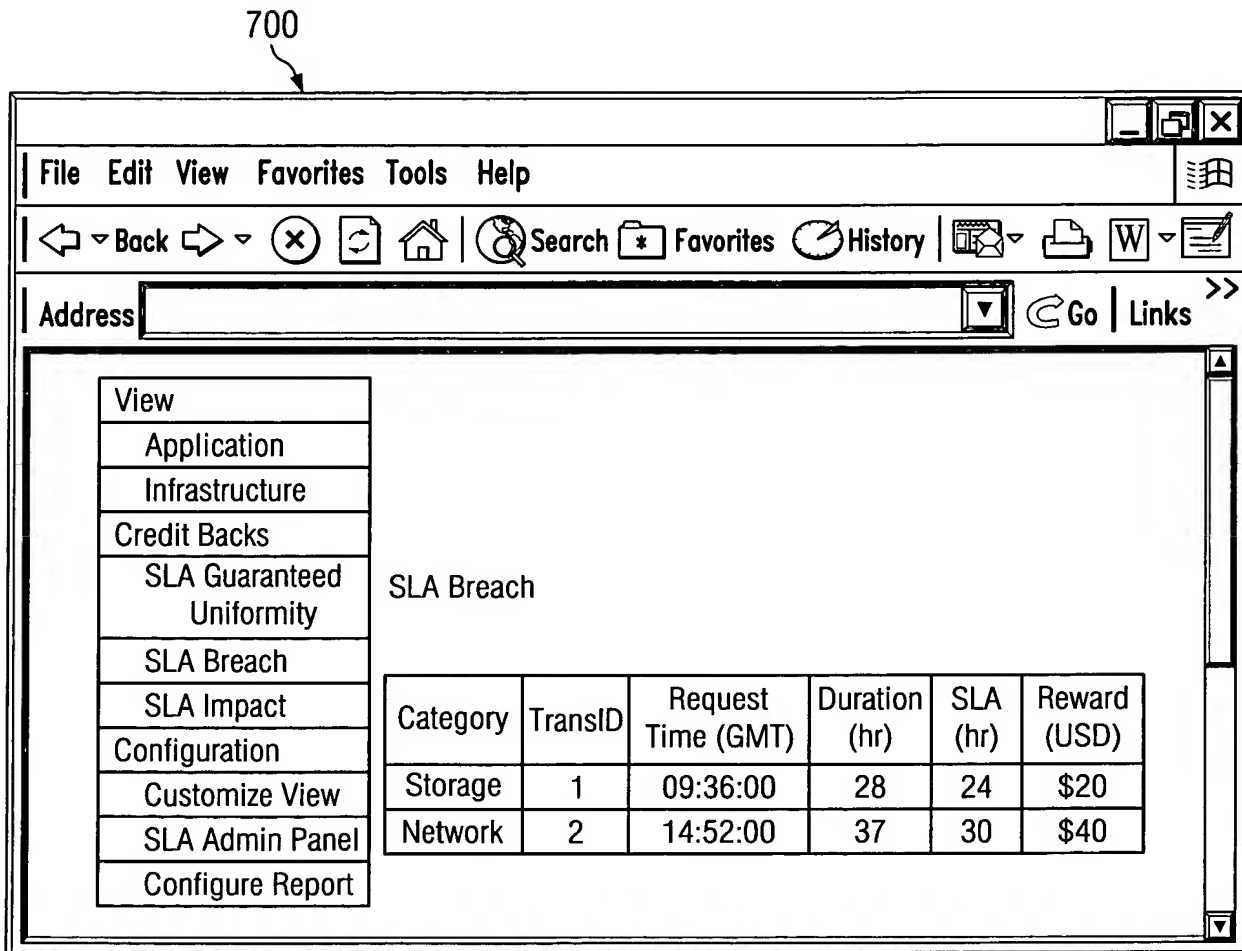 700
File Edit View Favorites Tools Help
Back Search Favorites History W
Address Go Links >>
View
Application
Infrastructure
Credit Backs
SLA Guaranteed
Uniformity
SLA Breach
SLA Impact
Configuration
Customize View
SLA Admin Panel
Configure Report
SLA Breach
Category TransID Request Time (GMT) Duration (hr) SLA (hr) Reward (USD)
Storage 1 09:36:00 28 24 $20
Network 2 14:52:00 37 30 $40